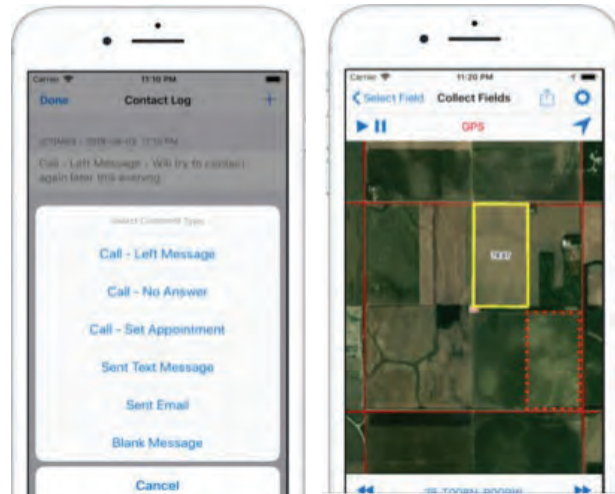 Carrier
11:10 PM
Done
Contact Log
+
Call - Left Message - Will try to contact
again later this evening
Select Comment Type
Call - Left Message
Call - No Answer
Call - Set Appointment
Sent Text Message
Sent Email
Blank Message
Cancel
Carrier
11:20 PM
Select Field
Collect Fields
GPS